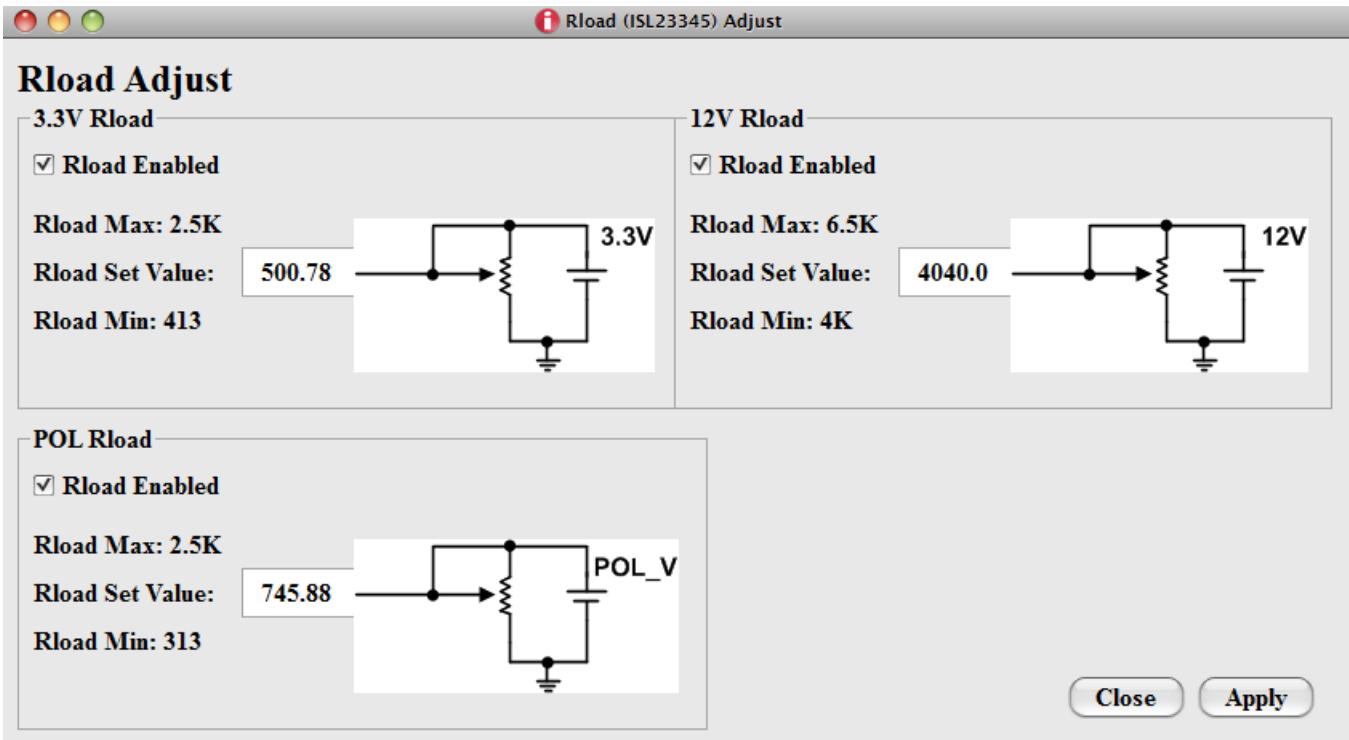 Rload (ISL23345) Adjust
Rload Adjust
3.3V Rload
Rload Enabled
Rload Max: 2.5K
3.3V
Rload Set Value: 500.78
Rload Min: 413
12V Rload
Rload Enabled
Rload Max: 6.5K
12V
Rload Set Value: 4040.0
Rload Min: 4K
POL Rload
Rload Enabled
Rload Max: 2.5K
POL_V
Rload Set Value: 745.88
Rload Min: 313
Close Apply